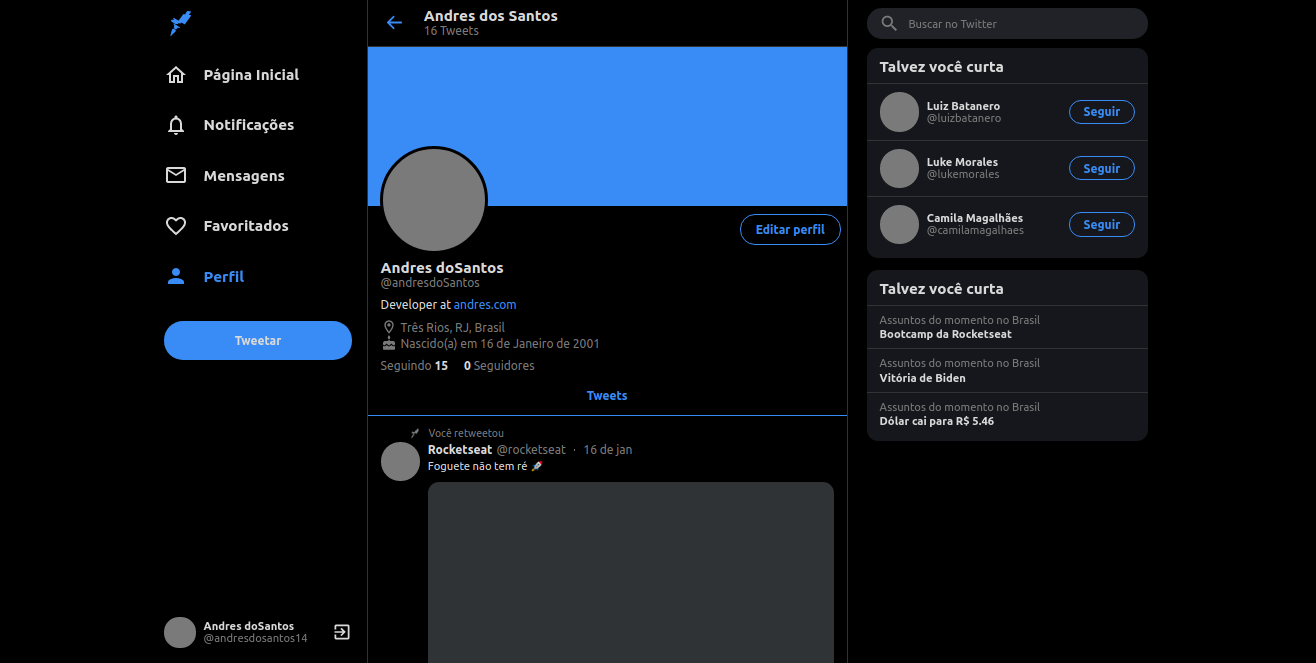 Página Inicial
Notificações
Mensagens
Favoritados
Perfil
Tweetar
Andres doSantos
@andresdosantos14
Andres dos Santos
16 Tweets
Editar perfil
Andres doSantos
@andresdoSantos
Developer at andres.com
Três Rios, RJ, Brasil
Nascido(a) em 16 de Janeiro de 2001
Seguindo 15 0 Seguidores
Tweets
Você retweetou
Rocketseat @rocketseat · 16 de jan
Foguete não tem ré 🚀
Buscar no Twitter
Talvez você curta
Luiz Batanero
@luizbatanero
Seguir
Luke Morales
@lukemorales
Seguir
Camila Magalhães
@camilamagalhaes
Seguir
Talvez você curta
Assuntos do momento no Brasil
Bootcamp da Rocketseat
Assuntos do momento no Brasil
Vitória de Biden
Assuntos do momento no Brasil
Dólar cai para R$ 5.46